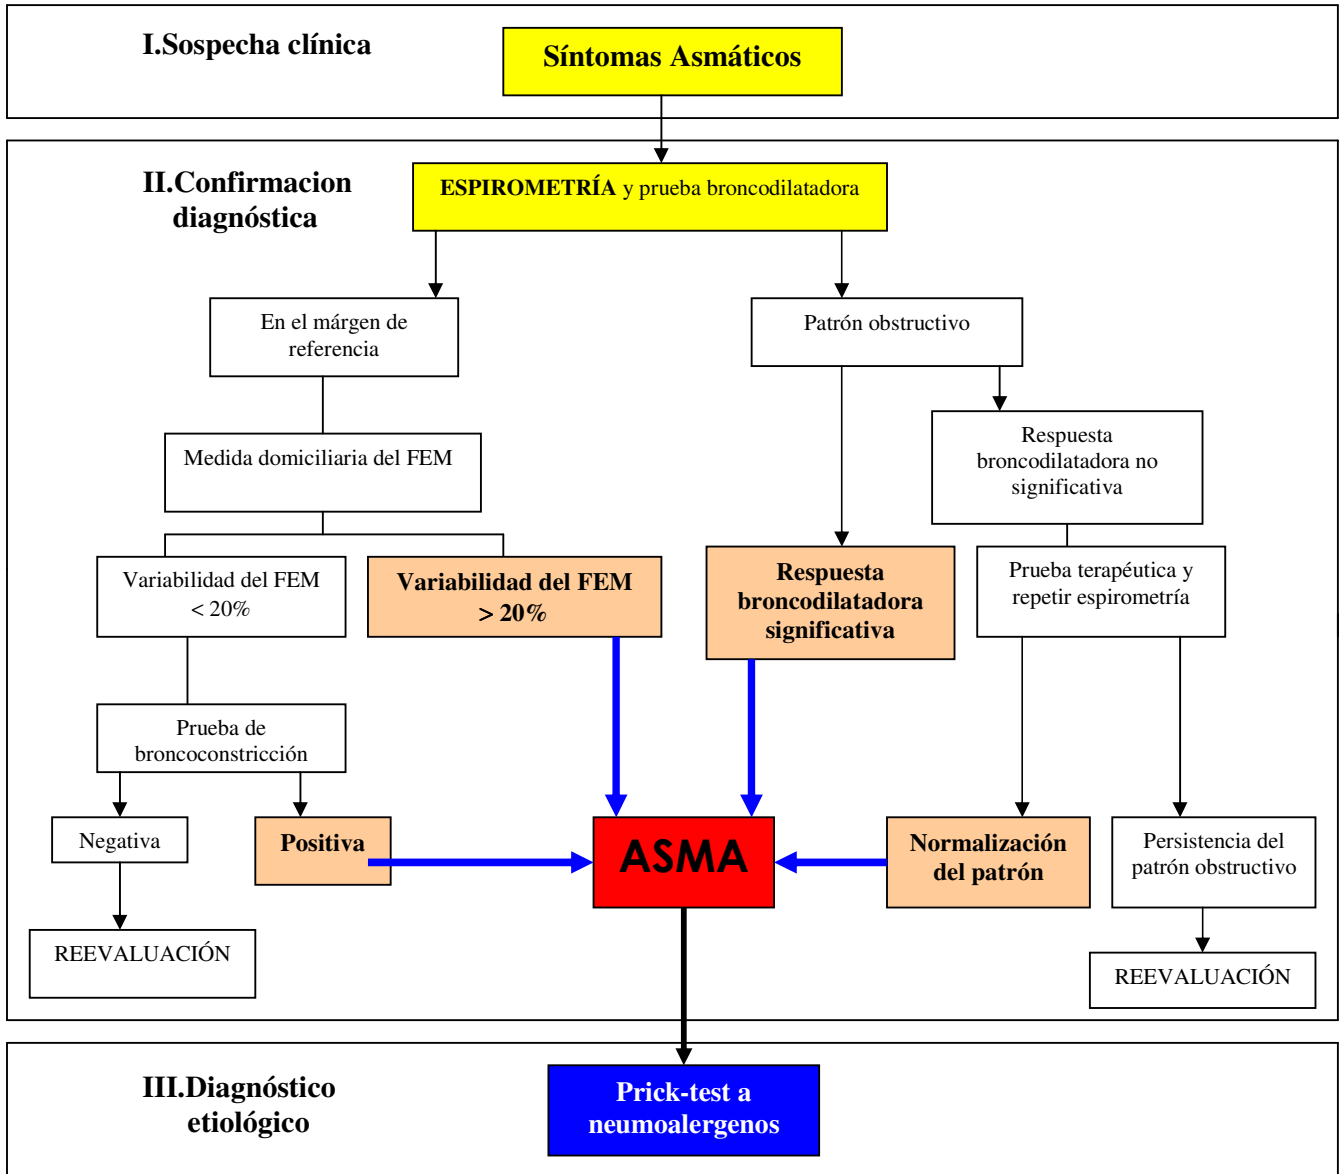 I.Sospecha clínica
Síntomas Asmáticos
II.Confirmacion
diagnóstica
ESPIROMETRÍA y prueba broncodilatadora
En el márgen de
referencia
Patrón obstructivo
Medida domiciliaria del FEM
Respuesta
broncodilatadora no
significativa
Variabilidad del FEM
< 20%
Variabilidad del FEM
> 20%
Respuesta
broncodilatadora
significativa
Prueba terapéutica y
repetir espirometría
Prueba de
broncoconstricción
Negativa
Positiva
ASMA
Normalización
del patrón
Persistencia del
patrón obstructivo
REEVALUACIÓN
REEVALUACIÓN
III.Diagnóstico
etiológico
Prick-test a
neumoalergenos